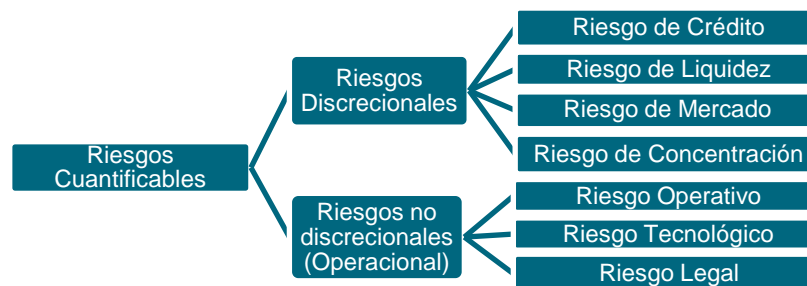 Riesgos
Cuantificables
Riesgos
Discrecionales
Riesgos no
discrecionales
(Operacional)
Riesgo de Crédito
Riesgo de Liquidez
Riesgo de Mercado
Riesgo de Concentración
Riesgo Operativo
Riesgo Tecnológico
Riesgo Legal